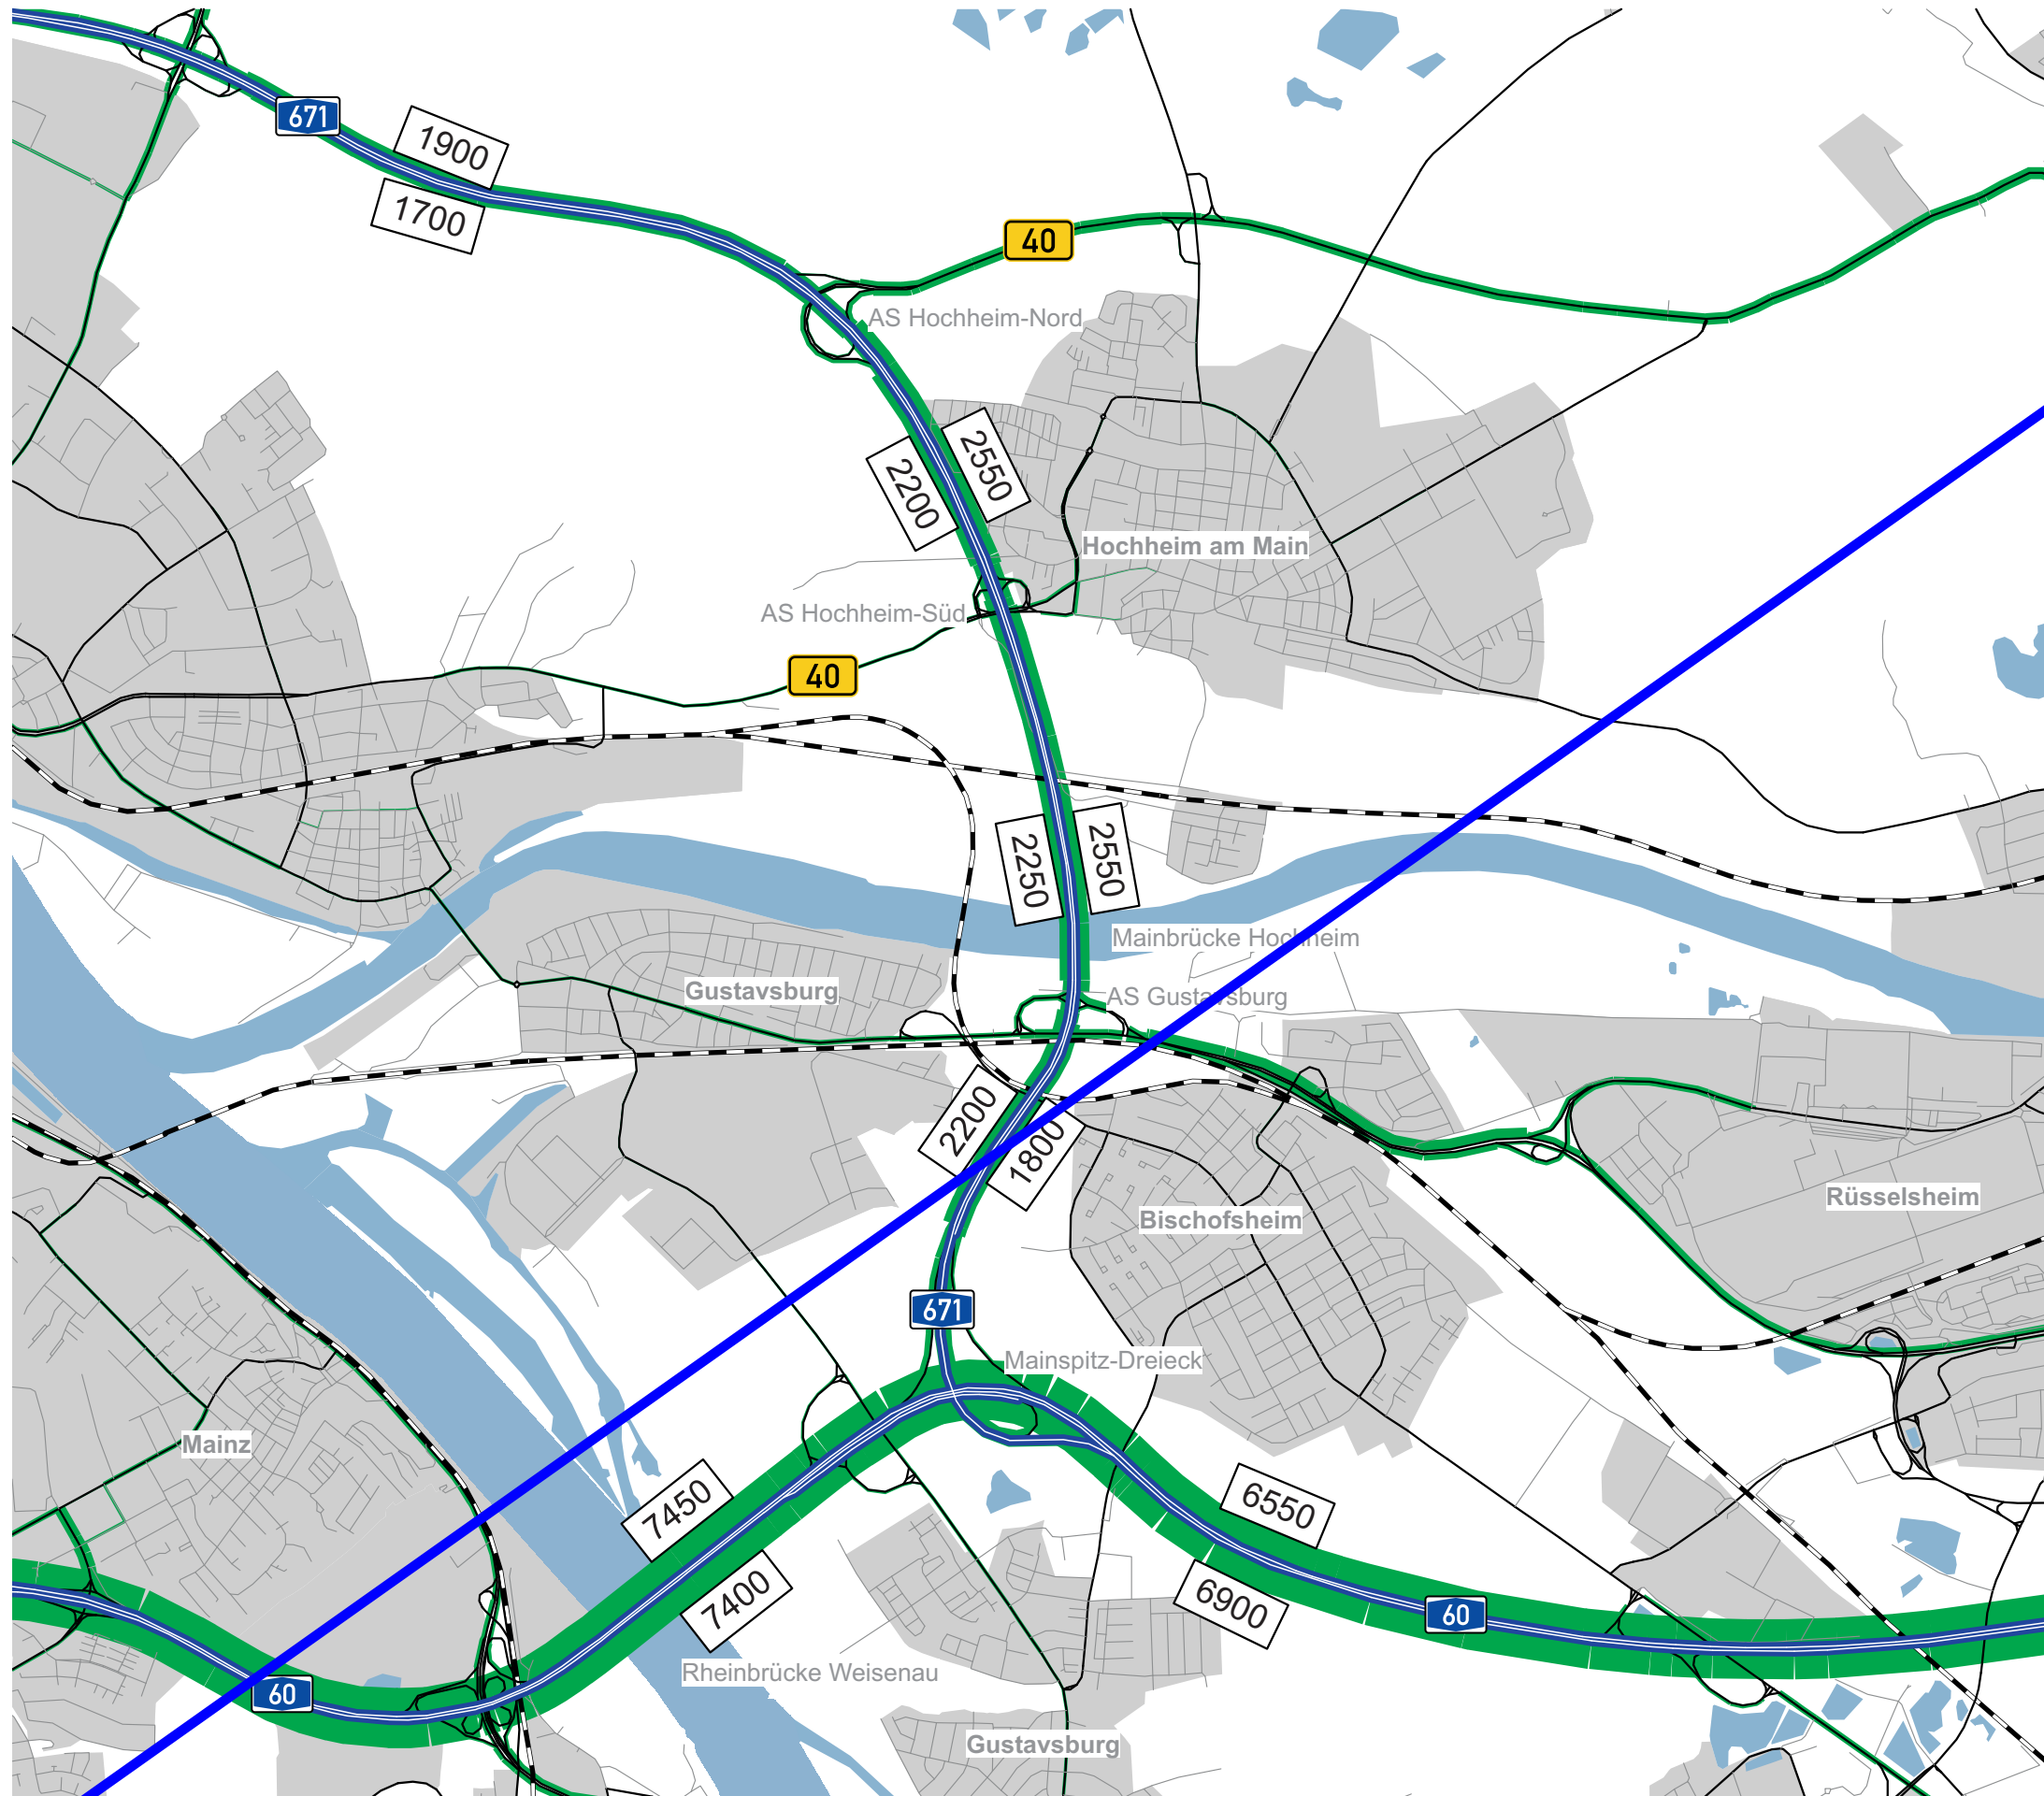 671
1900
1700
40
AS Hochheim-Nord
2550
2200
Hochheim am Main
AS Hochheim-Süd
40
2250
2550
Mainbrücke Hochheim
Gustavsburg
AS Gustavsburg
2200
1800
Rüsselsheim
Bischofsheim
671
Mainspitz-Dreieck
Mainz
7450
6550
7400
6900
60
Rheinbrücke Weisenau
60
Gustavsburg